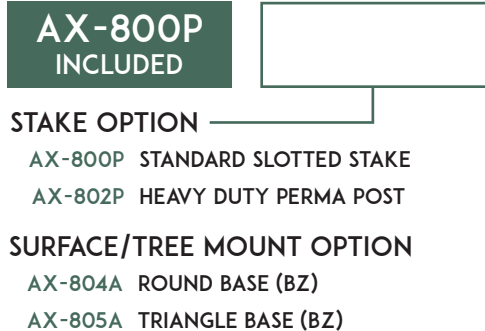 AX-800P
INCLUDED
STAKE OPTION
AX-800P STANDARD SLOTTED STAKE
AX-802P HEAVY DUTY PERMA POST
SURFACE/TREE MOUNT OPTION
AX-804A ROUND BASE (BZ)
AX-805A TRIANGLE BASE (BZ)